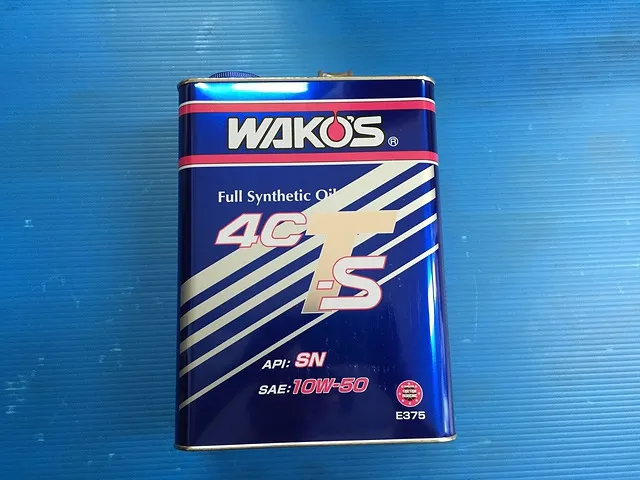 WAKO'S ®
Full Synthetic Oil
4CT-S
API: SN
SAE: 10W-50
E375